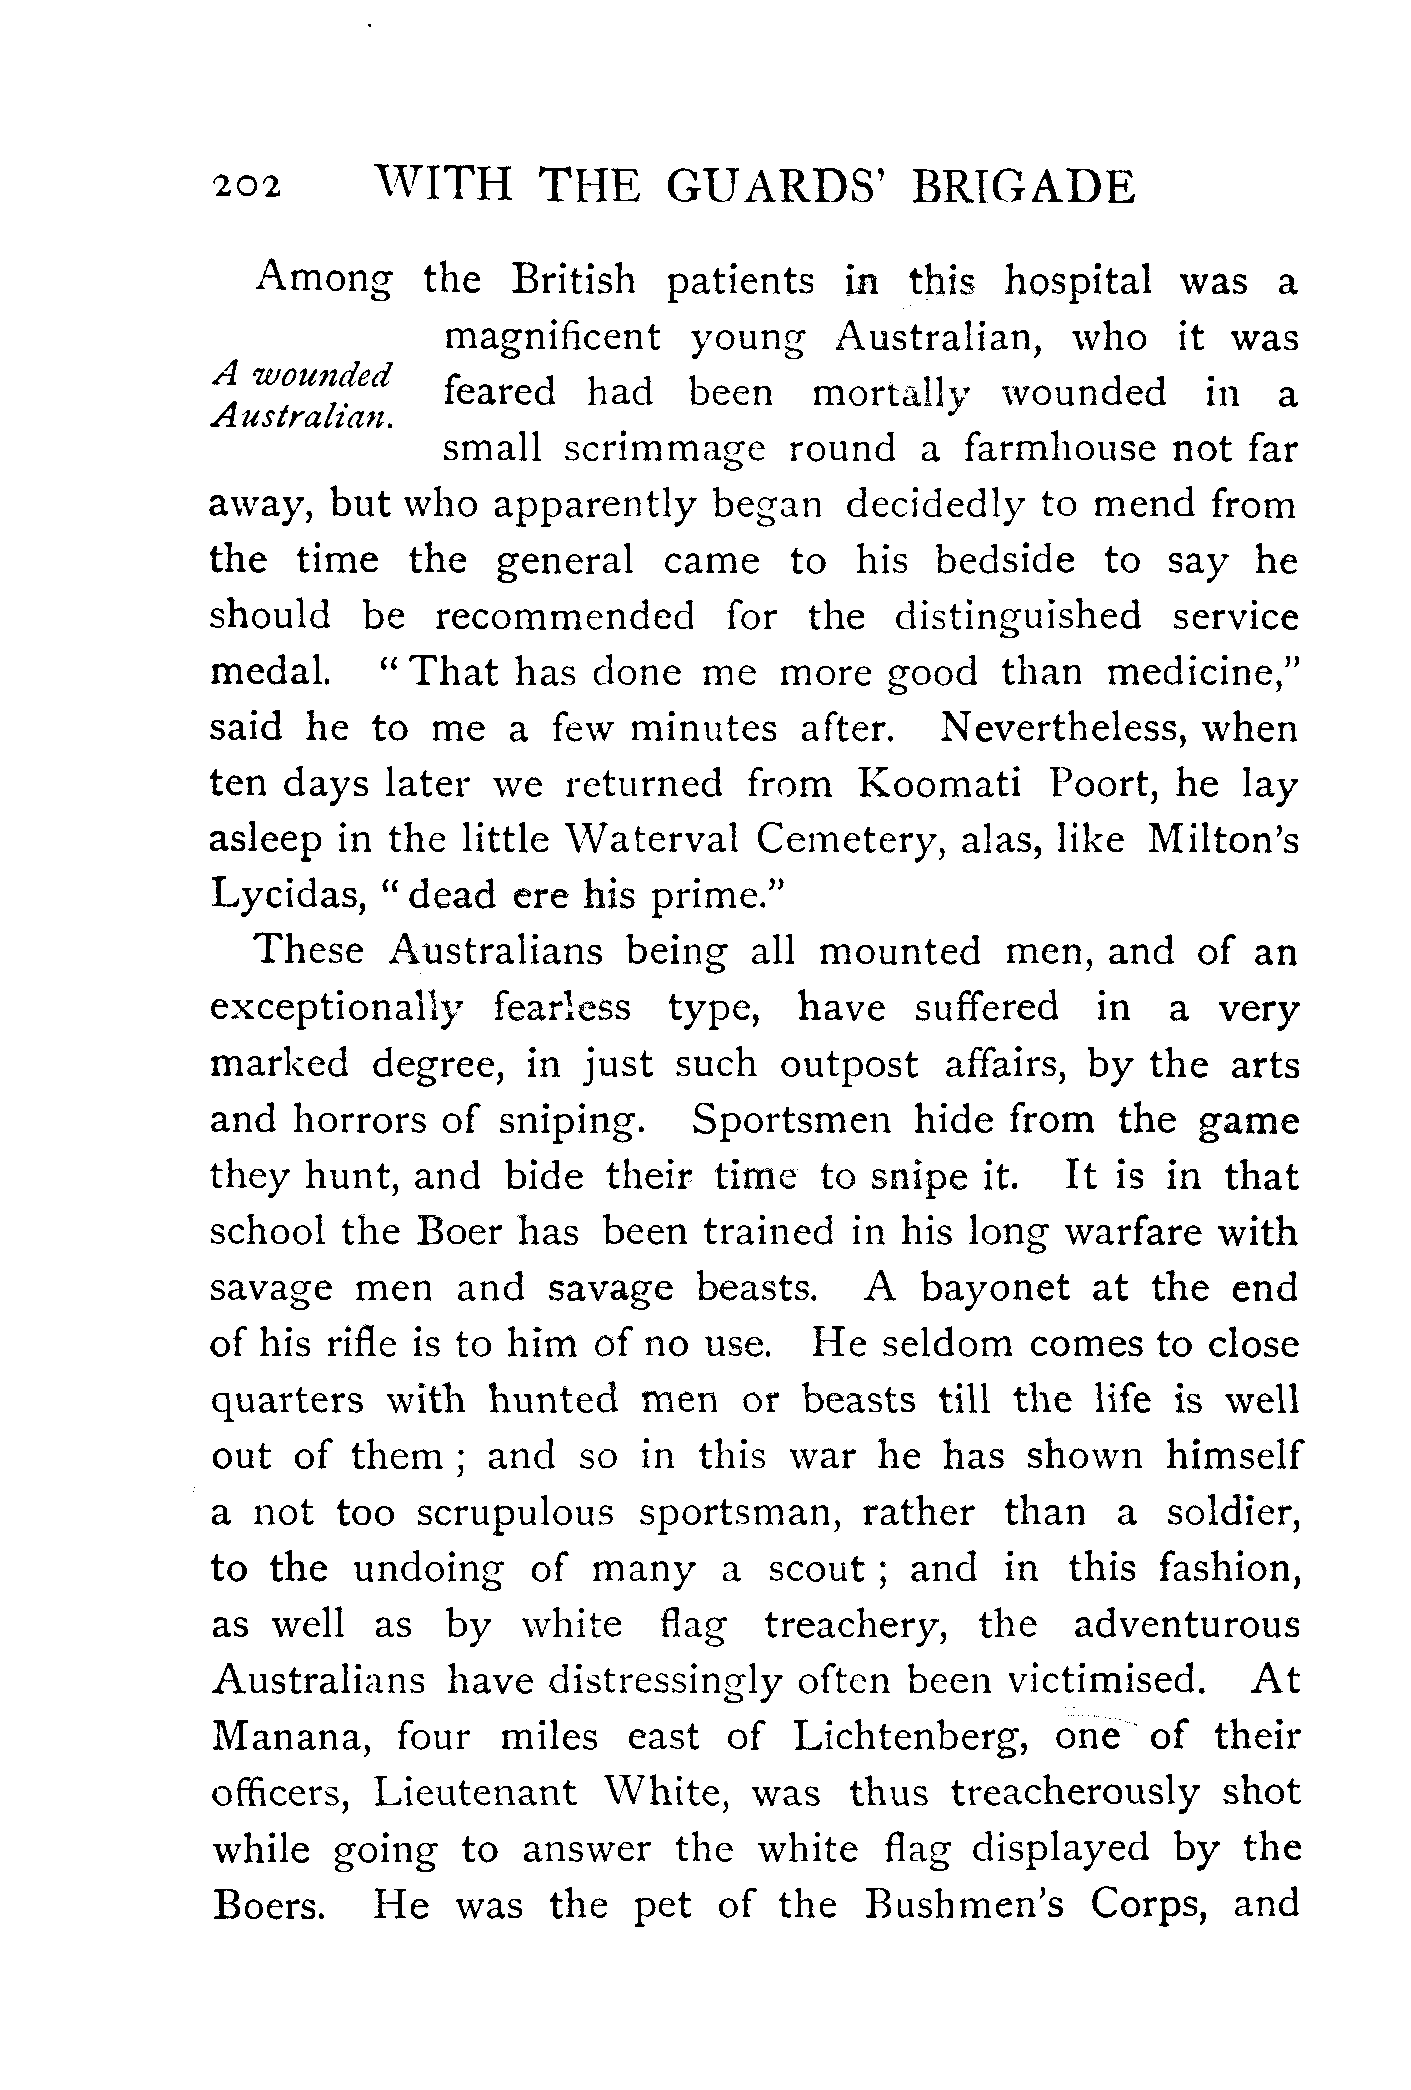 202 WITH THE GUARDS' BRIGADE
Among the British patients in this hospital was a
magnificent young Australian, who it was
A wounded
Australian.
feared had been mortally wounded in a
small scrimmage round a farmhouse not far
away, but who apparently began decidedly to mend from
the time the general came to his bedside to say he
should be recommended for the distinguished service
medal. "That has done me more good than medicine,"
said he to me a few minutes after. Nevertheless, when
ten days later we returned from Koomati Poort, he lay
asleep in the little Waterval Cemetery, alas, like Milton's
Lycidas, "dead ere his prime."
These Australians being all mounted men, and of an
exceptionally fearless type, have suffered in a very
marked degree, in just such outpost affairs, by the arts
and horrors of sniping. Sportsmen hide from the game
they hunt, and bide their time to snipe it. It is in that
school the Boer has been trained in his long warfare with
savage men and savage beasts. A bayonet at the end
of his rifle is to him of no use. He seldom comes to close
quarters with hunted men or beasts till the life is well
out of them ; and so in this war he has shown himself
a not too scrupulous sportsman, rather than a soldier,
to the undoing of many a scout ; and in this fashion,
as well as by white flag treachery, the adventurous
Australians have distressingly often been victimised. At
Manana, four miles east of Lichtenberg, one of their
officers, Lieutenant White, was thus treacherously shot
while going to answer the white flag displayed by the
Boers. He was the pet of the Bushmen's Corps, and